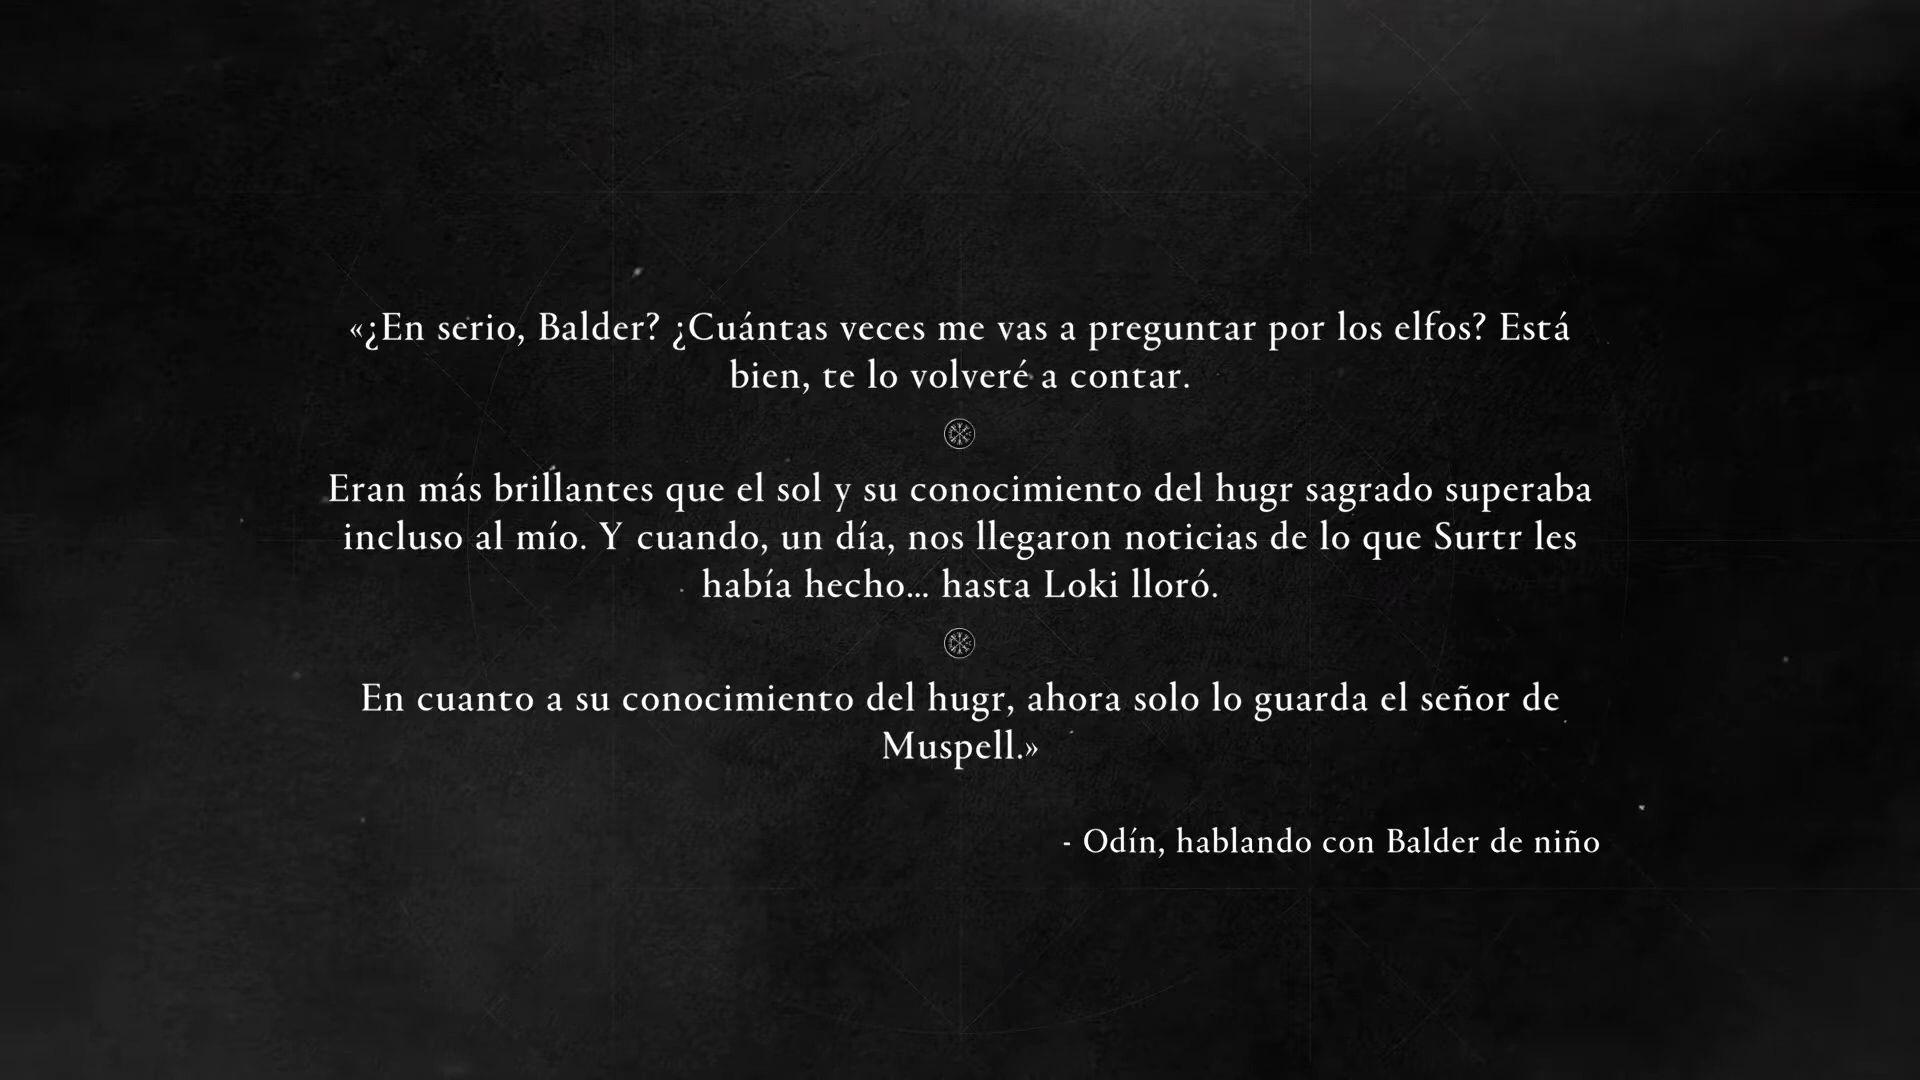 «¿En serio, Balder? ¿Cuántas veces me vas a preguntar por los elfos? Está
bien, te lo volveré a contar.
Eran más brillantes que el sol y su conocimiento del hugr sagrado superaba
incluso al mío. Y cuando, un día, nos llegaron noticias de lo que Surtr les
había hecho... hasta Loki lloró.
En cuanto a su conocimiento del hugr, ahora solo lo guarda el señor de
Muspell.»
- Odín, hablando con Balder de niño